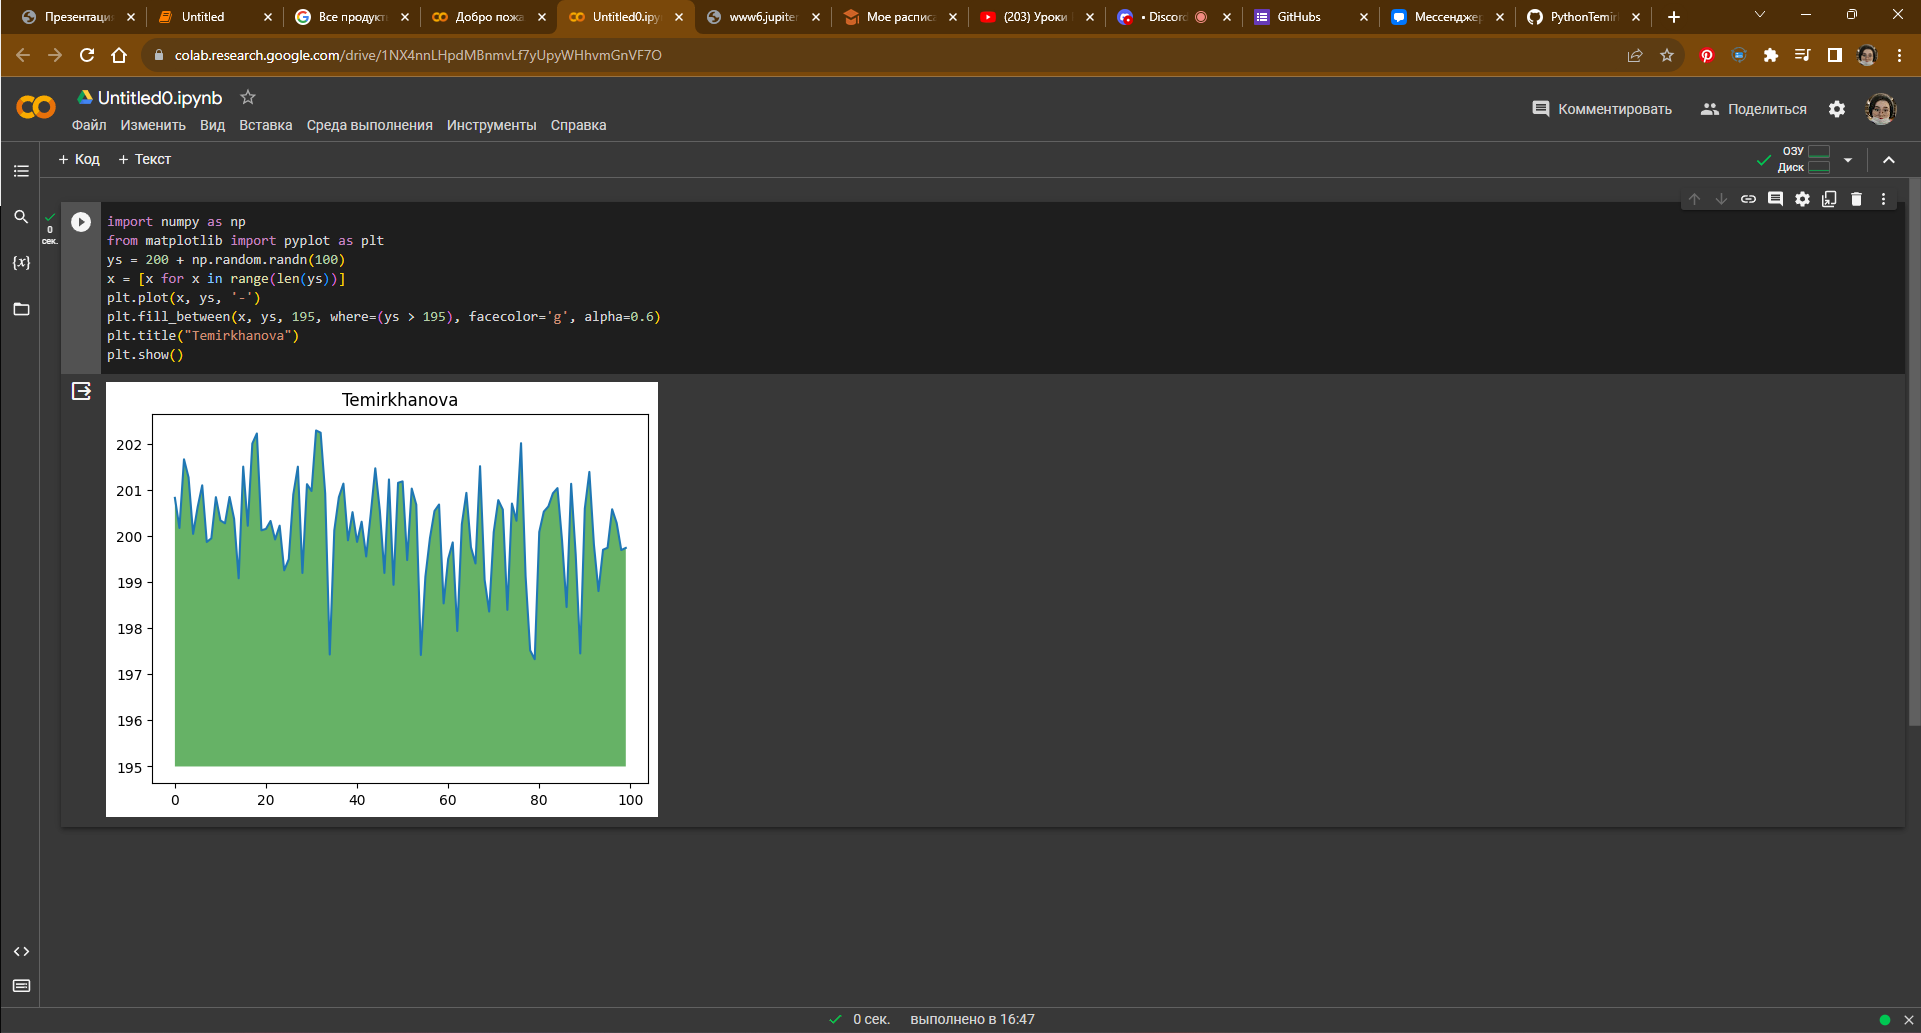 Презентаци
Untitled
Все продукт
Добро пожа
Untitled0.ipy
www6.jupiter
Мое расписа
(203) Уроки
• Discord
GitHubs
Мессендже
PythonTemir
colab.research.google.com/drive/1NX4nnLHpdMBnmvLf7yUpyWHhvmGnVF7O
Untitled0.ipynb
Файл Изменить Вид Вставка Среда выполнения Инструменты Справка
Комментировать
Поделиться
+ Код + Текст
ОЗУ
Диск
{x}
0
сек.
import numpy as np
from matplotlib import pyplot as plt
ys = 200 + np.random.randn(100)
x = [x for x in range(len(ys))]
plt.plot(x, ys, '-')
plt.fill_between(x, ys, 195, where=(ys > 195), facecolor='g', alpha=0.6)
plt.title("Temirkhanova")
plt.show()
Temirkhanova
202
201
200
199
198
197
196
195
0 20 40 60 80 100
0 сек. выполнено в 16:47